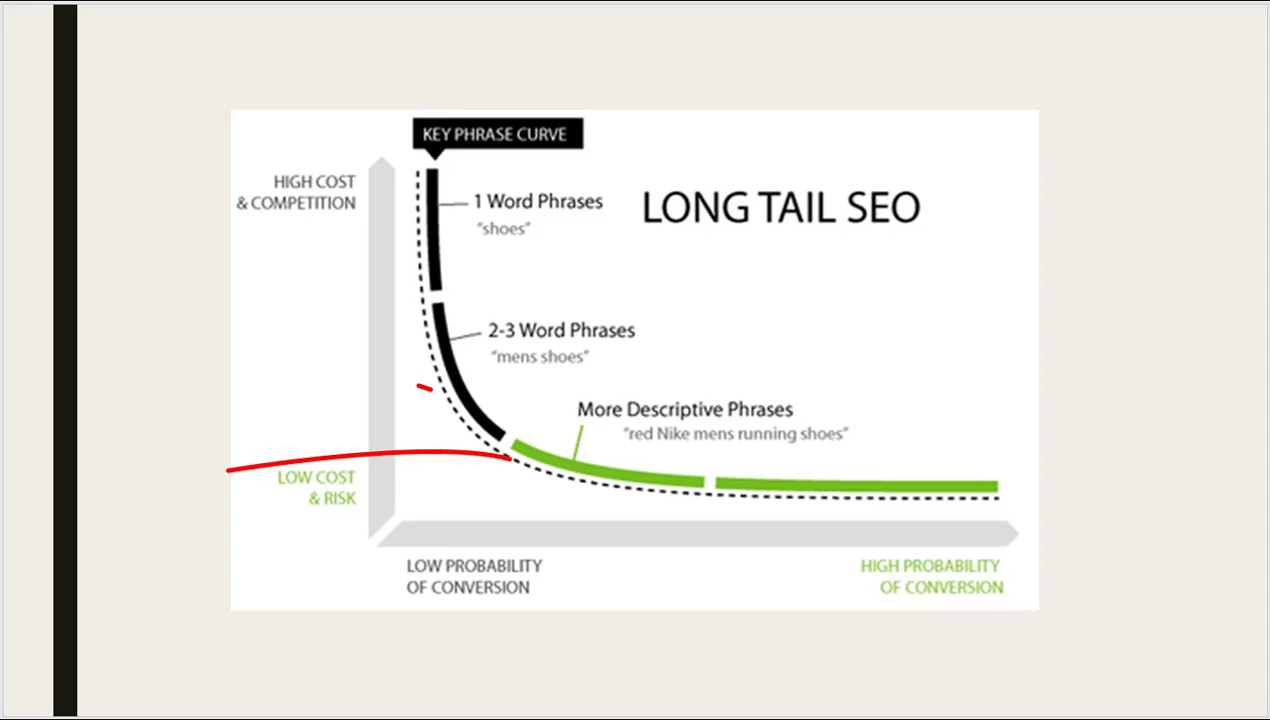 KEY PHRASE CURVE
HIGH COST
& COMPETITION
1 Word Phrases
"shoes"
LONG TAIL SEO
2-3 Word Phrases
"mens shoes"
More Descriptive Phrases
"red Nike mens running shoes"
LOW COST
& RISK
LOW PROBABILITY
OF CONVERSION
HIGH PROBABILITY
OF CONVERSION